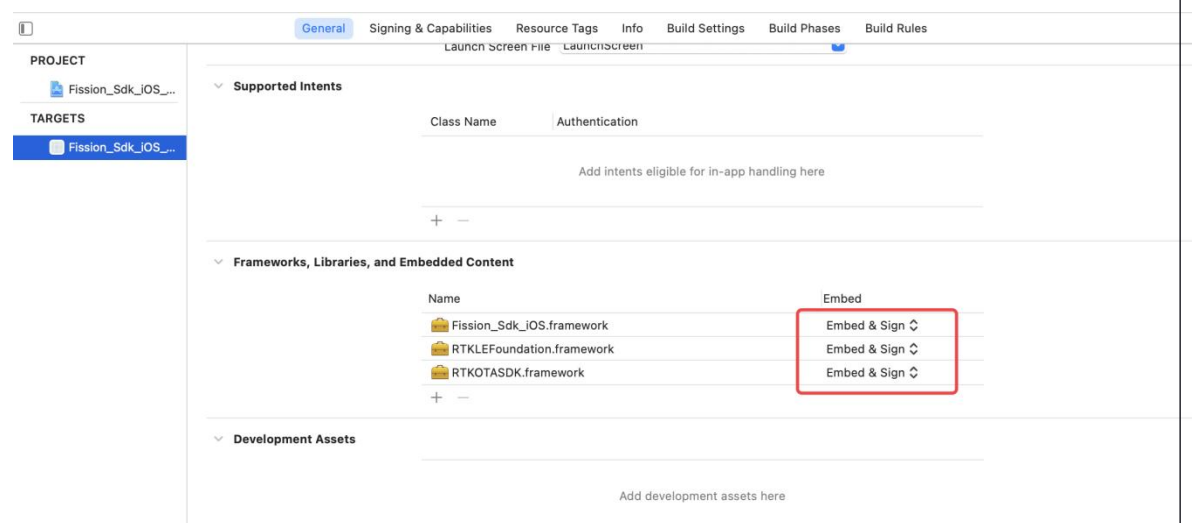 General Signing & Capabilities Resource Tags Info Build Settings Build Phases Build Rules
Launch Screen File LaunchScreen
PROJECT
Fission_Sdk_iOS_...
TARGETS
Fission_Sdk_iOS_...
Supported Intents
Class Name Authentication
Add intents eligible for in-app handling here
Frameworks, Libraries, and Embedded Content
Name Embed
Fission_Sdk_iOS.framework Embed & Sign
RTKLEFoundation.framework Embed & Sign
RTKOTASDK.framework Embed & Sign
Development Assets
Add development assets here